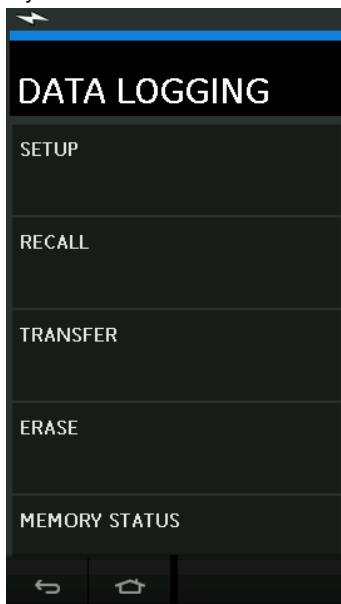 DATA LOGGING
SETUP
RECALL
TRANSFER
ERASE
MEMORY STATUS